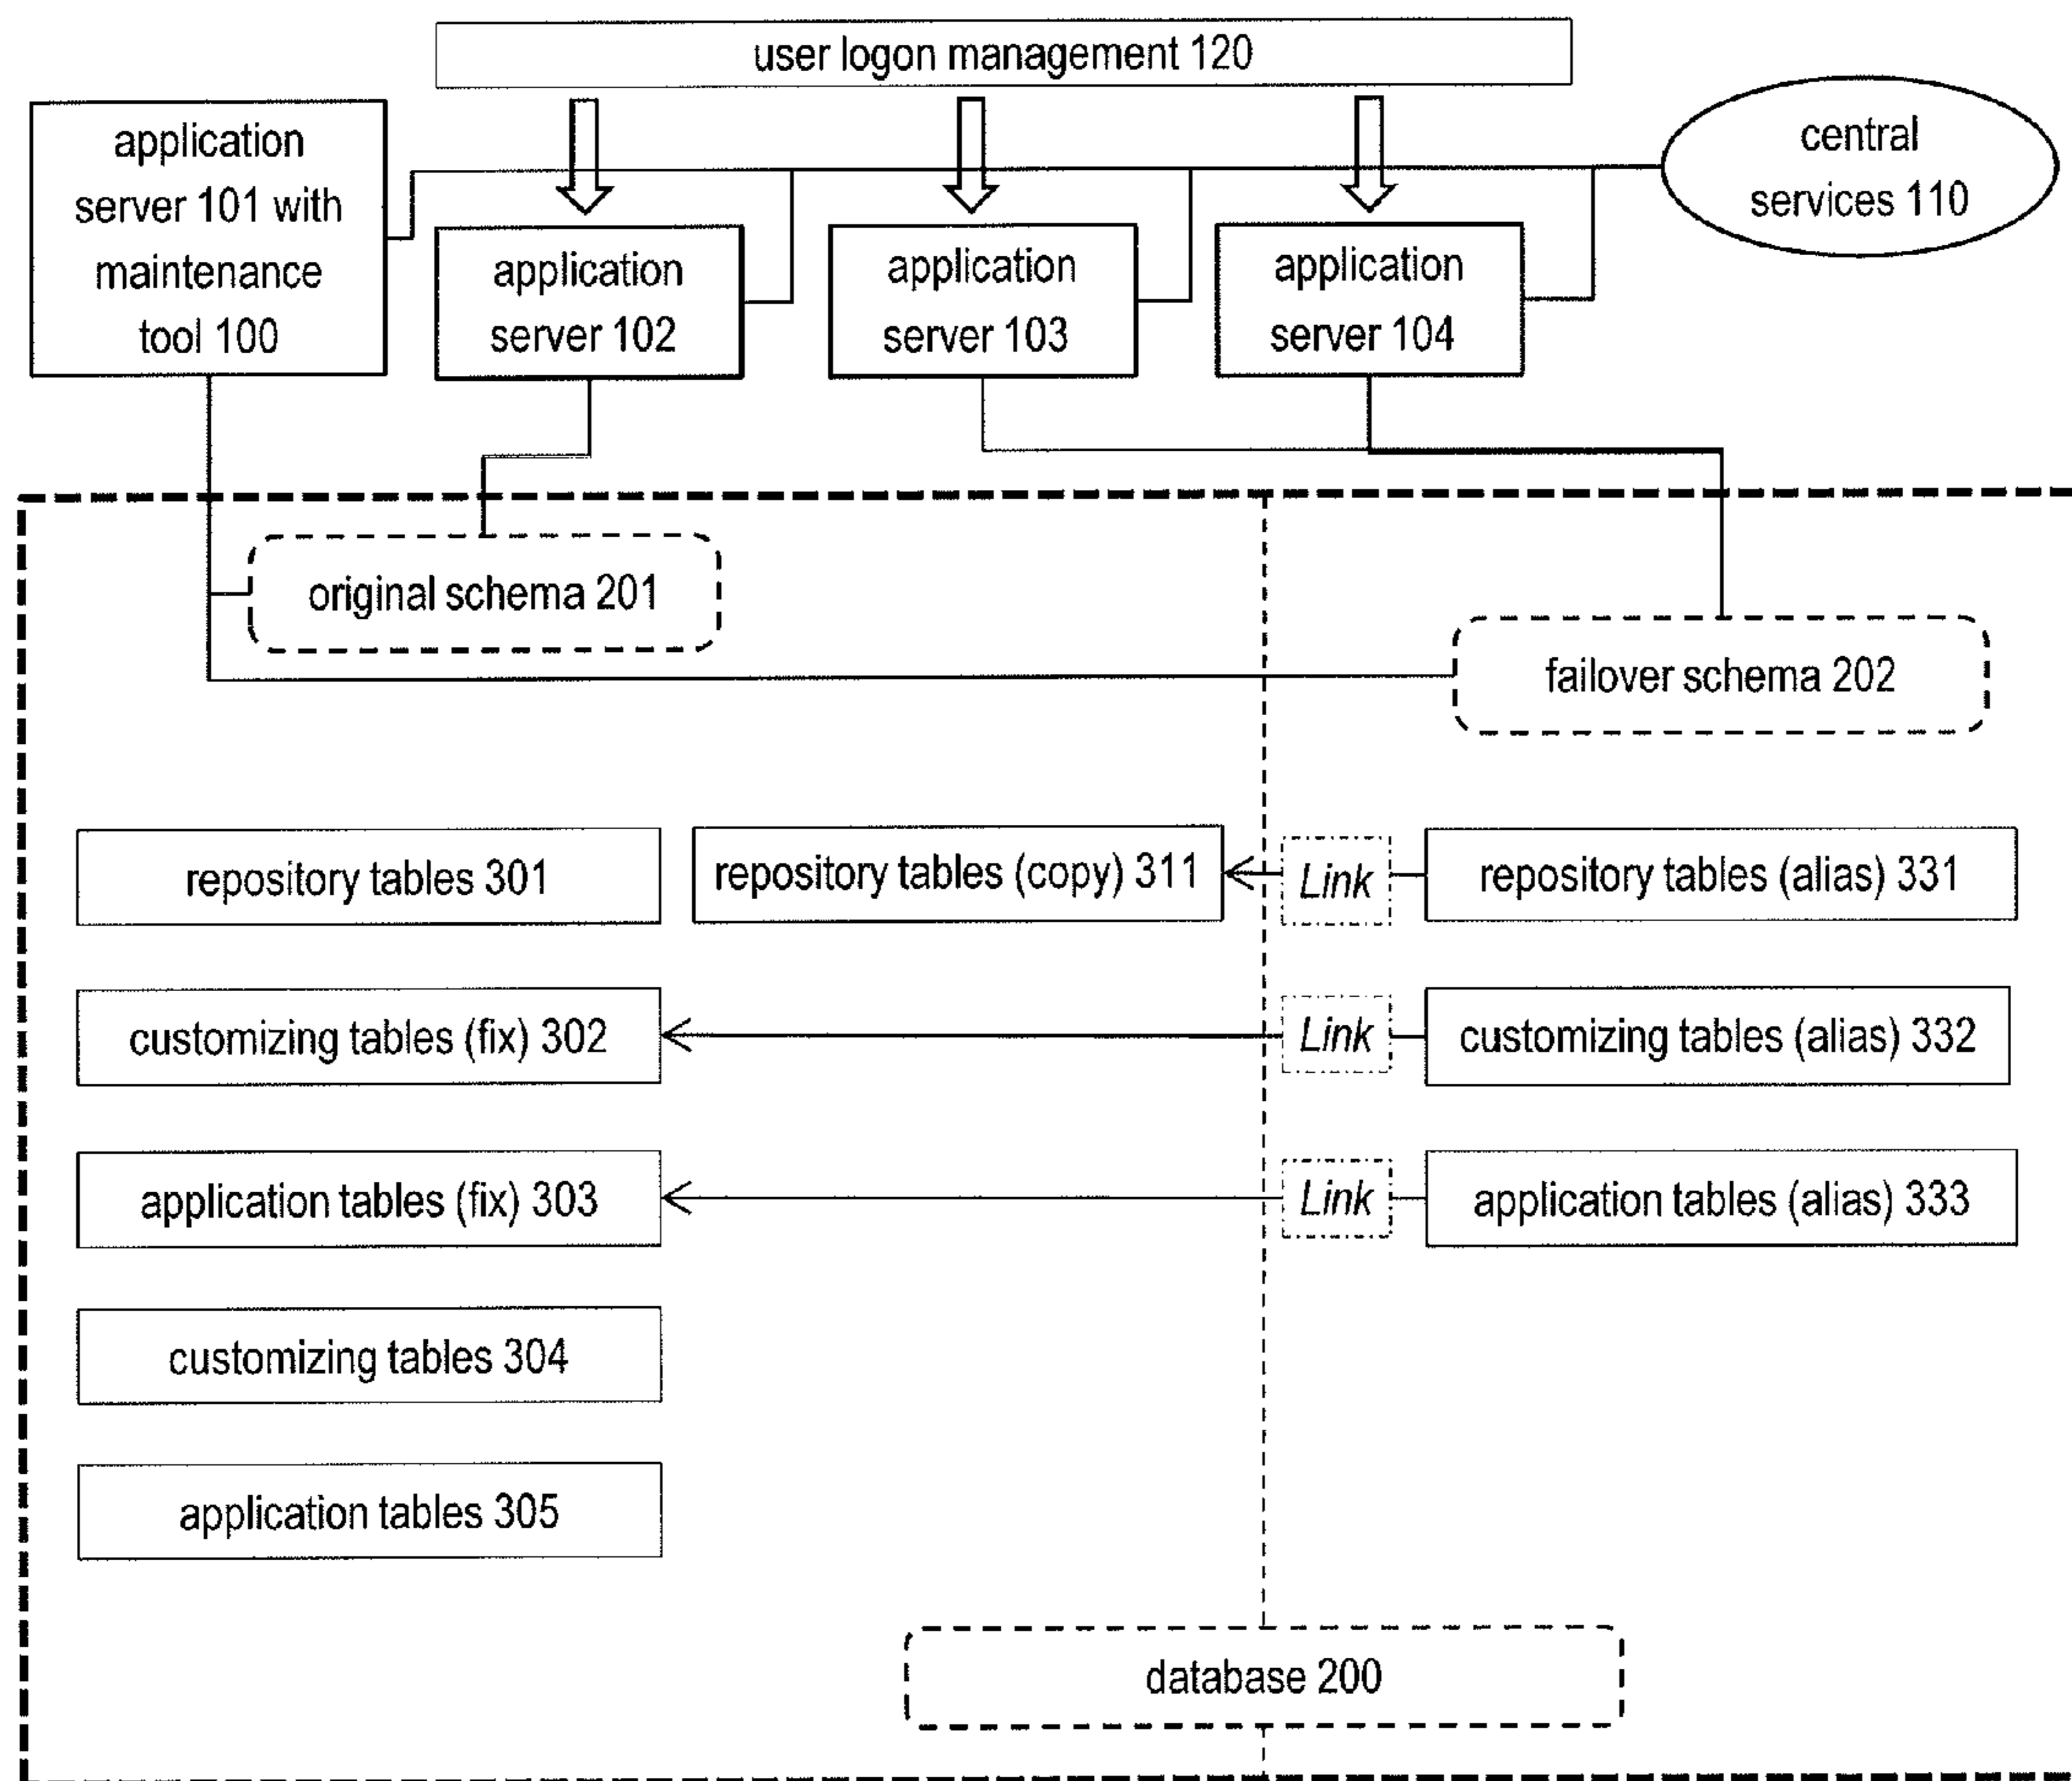 user logon management 120
application
server 101 with
maintenance
tool 100
application
server 102
application
server 103
application
server 104
central
services 110
original schema 201
failover schema 202
repository tables 301
repository tables (copy) 311
Link
repository tables (alias) 331
customizing tables (fix) 302
Link
customizing tables (alias) 332
application tables (fix) 303
Link
application tables (alias) 333
customizing tables 304
application tables 305
database 200